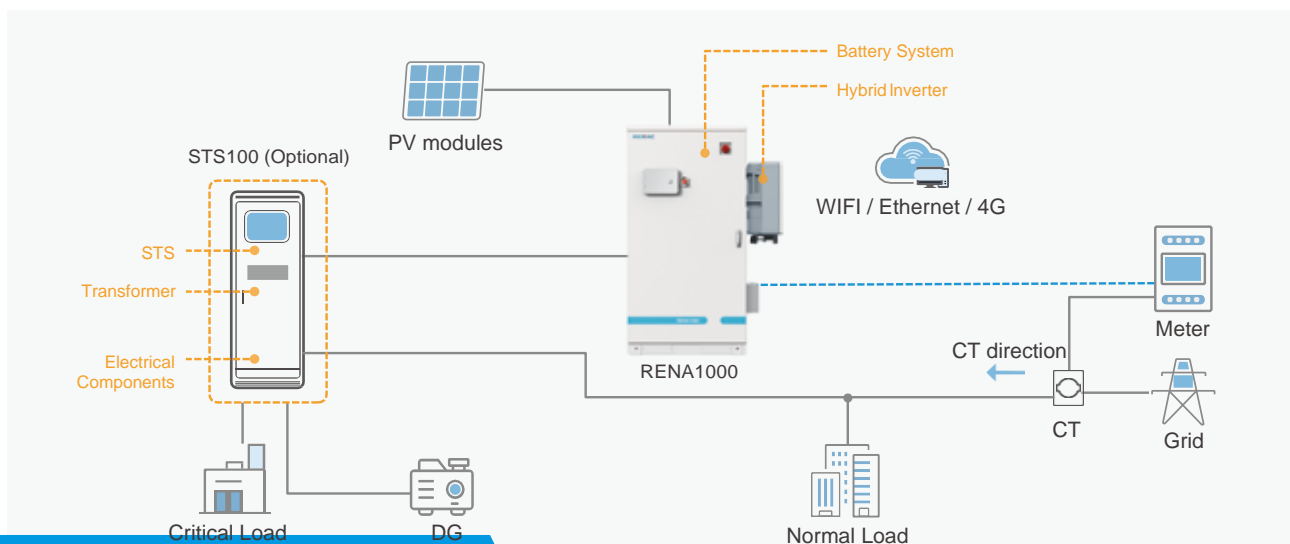 Battery System
Hybrid Inverter
PV modules
STS100 (Optional)
WIFI / Ethernet / 4G
STS
Transformer
Meter
CT direction
Electrical
Components
RENA1000
CT
Grid
Critical Load
DG
Normal Load